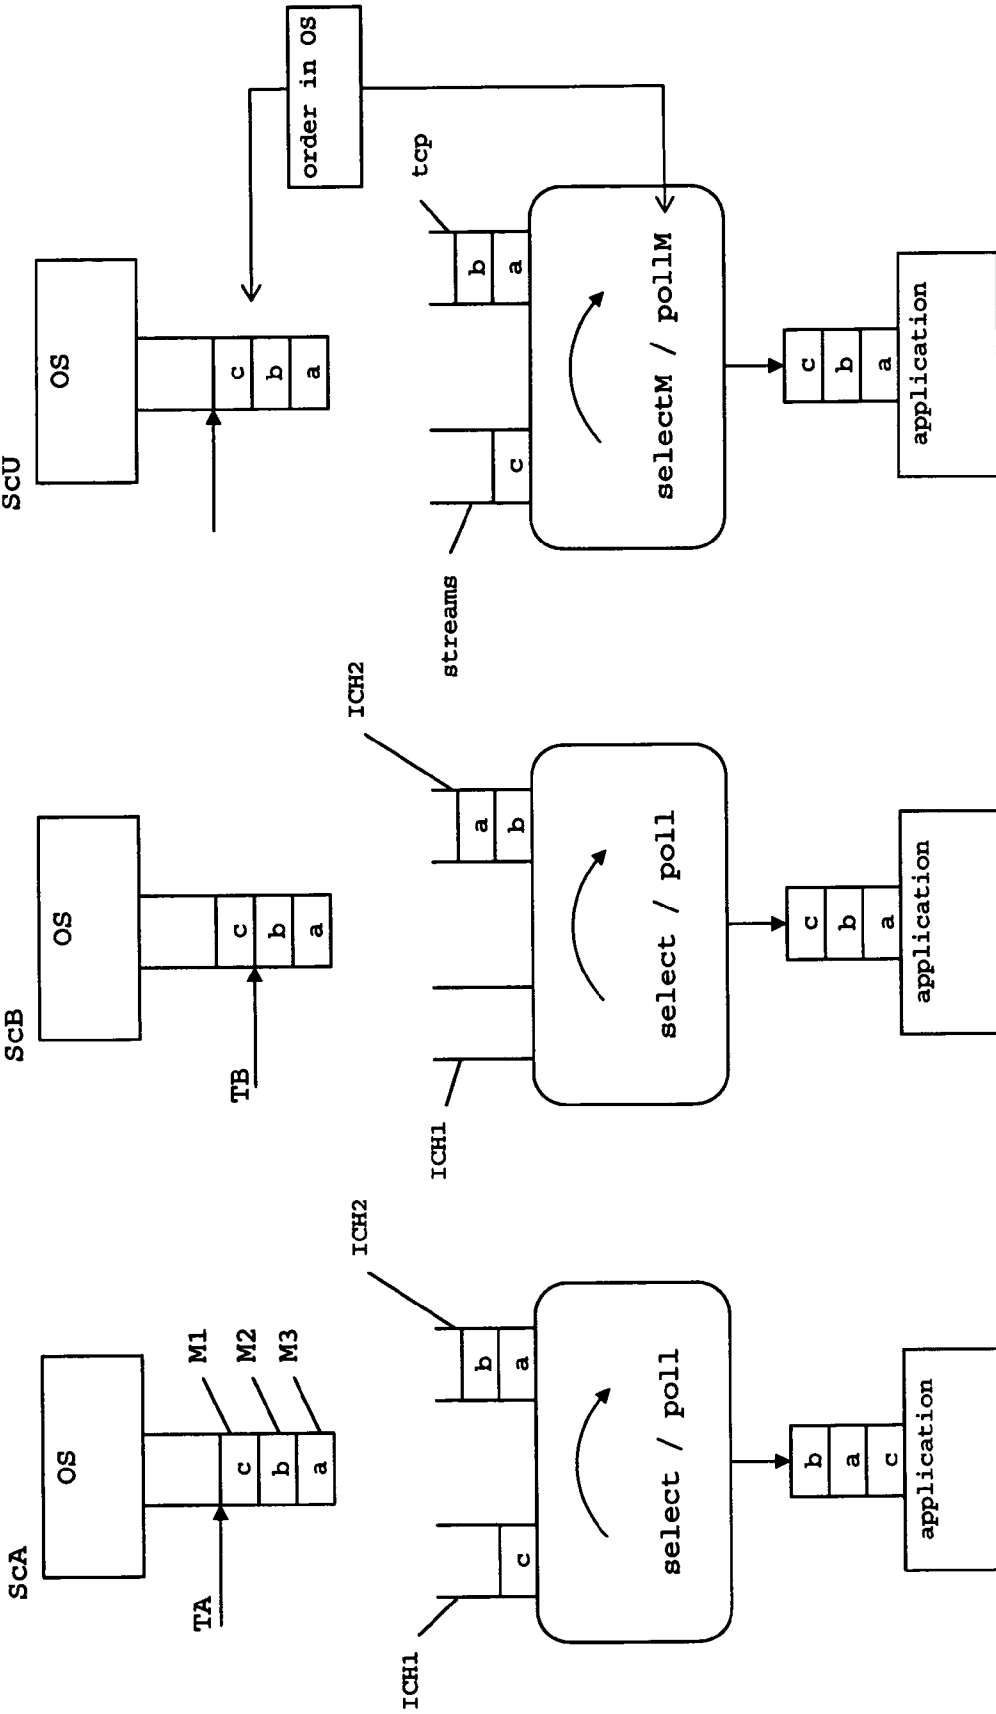 ScA
OS
TA
c
b
a
M1
M2
M3
ICH1
ICH2
c
b
a
select / poll
b
a
c
application
ScB
OS
TB
c
b
a
ICH1
ICH2
a
b
select / poll
c
b
a
application
ScU
OS
c
b
a
order in OS
streams
tcp
c
b
a
selectM / pollM
c
b
a
application